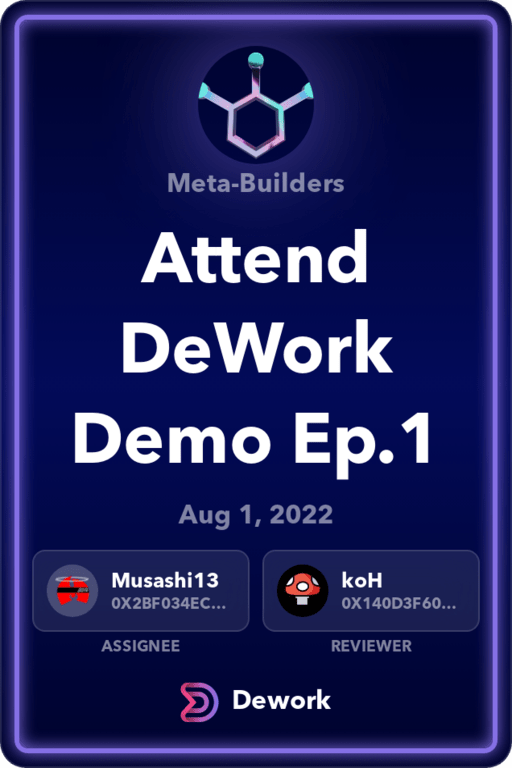 Meta-Builders
Attend
DeWork
Demo Ep.1
Aug 1, 2022
Musashi13
0X2BF034EC...
ASSIGNEE
koH
0X140D3F60...
REVIEWER
Dework